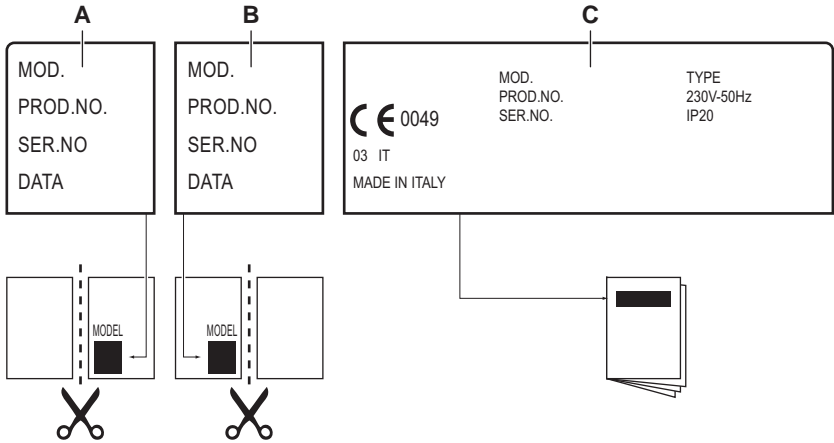 A
B
C
MOD.
PROD.NO.
SER.NO
DATA
MOD.
PROD.NO.
SER.NO
DATA
MOD.
PROD.NO.
SER.NO.
TYPE
230V-50Hz
IP20
CE 0049
03 IT
MADE IN ITALY
MODEL
MODEL